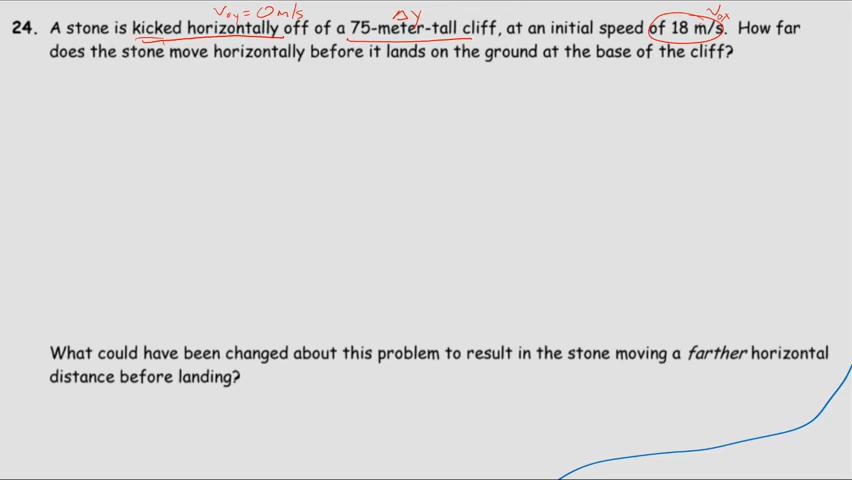 v₀y = 0 m/s Δy v₀x
24. A stone is kicked horizontally off of a 75-meter-tall cliff, at an initial speed of 18 m/s. How far
does the stone move horizontally before it lands on the ground at the base of the cliff?
What could have been changed about this problem to result in the stone moving a farther horizontal
distance before landing?